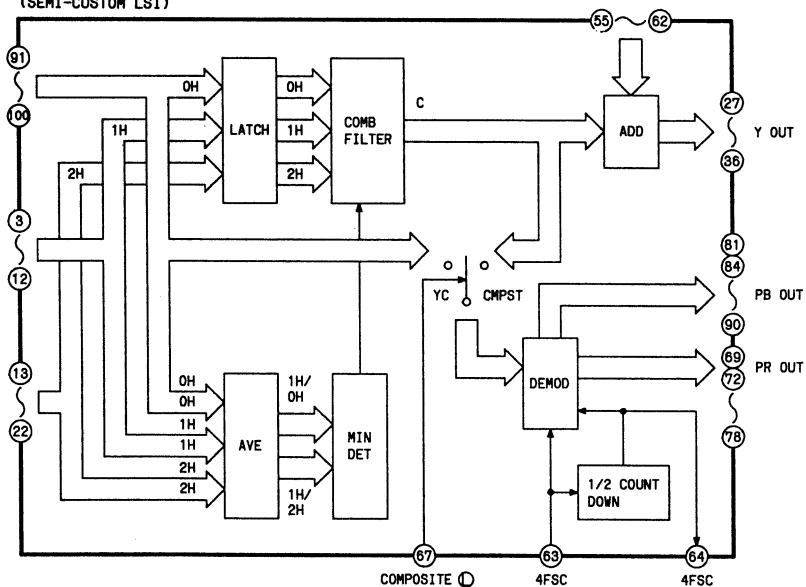 (SEMI-CUSTOM LSI)
55 ~ 62
91 ~ 100
0H
0H
1H
1H
2H
2H
LATCH
COMB
FILTER
C
ADD
27 ~ 36
Y OUT
3 ~ 12
YC
CMPST
81
84 ~ 90
PB OUT
69
72 ~ 78
PR OUT
13 ~ 22
0H
0H
1H
1H
2H
2H
AVE
1H/
0H
1H/
2H
MIN
DET
DEMOD
1/2 COUNT
DOWN
67
COMPOSITE Ⓛ
63
4FSC
64
4FSC